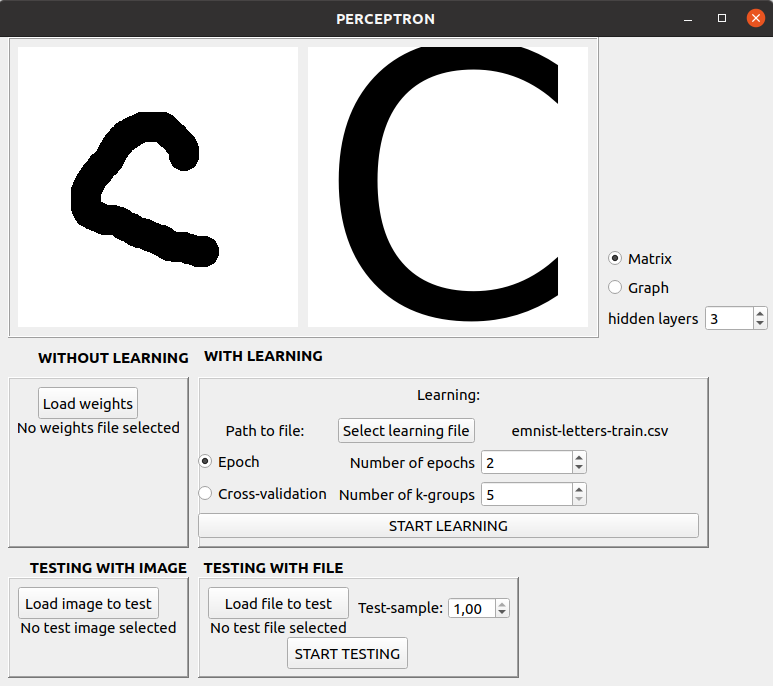 PERCEPTRON
C C
Matrix
Graph
hidden layers 3
WITHOUT LEARNING WITH LEARNING
Load weights
No weights file selected
Learning:
Path to file: Select learning file emnist-letters-train.csv
Epoch Number of epochs 2
Cross-validation Number of k-groups 5
START LEARNING
TESTING WITH IMAGE TESTING WITH FILE
Load image to test Load file to test Test-sample: 1,00
No test image selected No test file selected
START TESTING